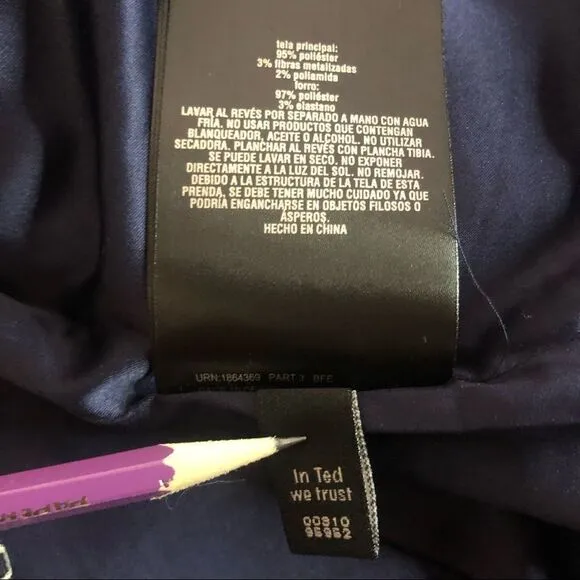 tela principal:
95% poliéster
3% fibras metalizadas
2% poliamida
forro:
97% poliéster
3% elastano
LAVAR AL REVÉS POR SEPARADO A MANO CON AGUA
FRÍA. NO USAR PRODUCTOS QUE CONTENGAN
BLANQUEADOR, ACEITE O ALCOHOL. NO UTILIZAR
SECADORA. PLANCHAR AL REVÉS CON PLANCHA TIBIA.
SE PUEDE LAVAR EN SECO. NO EXPONER
DIRECTAMENTE A LA LUZ DEL SOL. NO REMOJAR.
DEBIDO A LA ESTRUCTURA DE LA TELA DE ESTA
PRENDA, SE DEBE TENER MUCHO CUIDADO YA QUE
PODRÍA ENGANCHARSE EN OBJETOS FILOSOS O
ÁSPEROS.
HECHO EN CHINA
URN:1864369 PART:3 BFE
In Ted
we trust
00910
95952